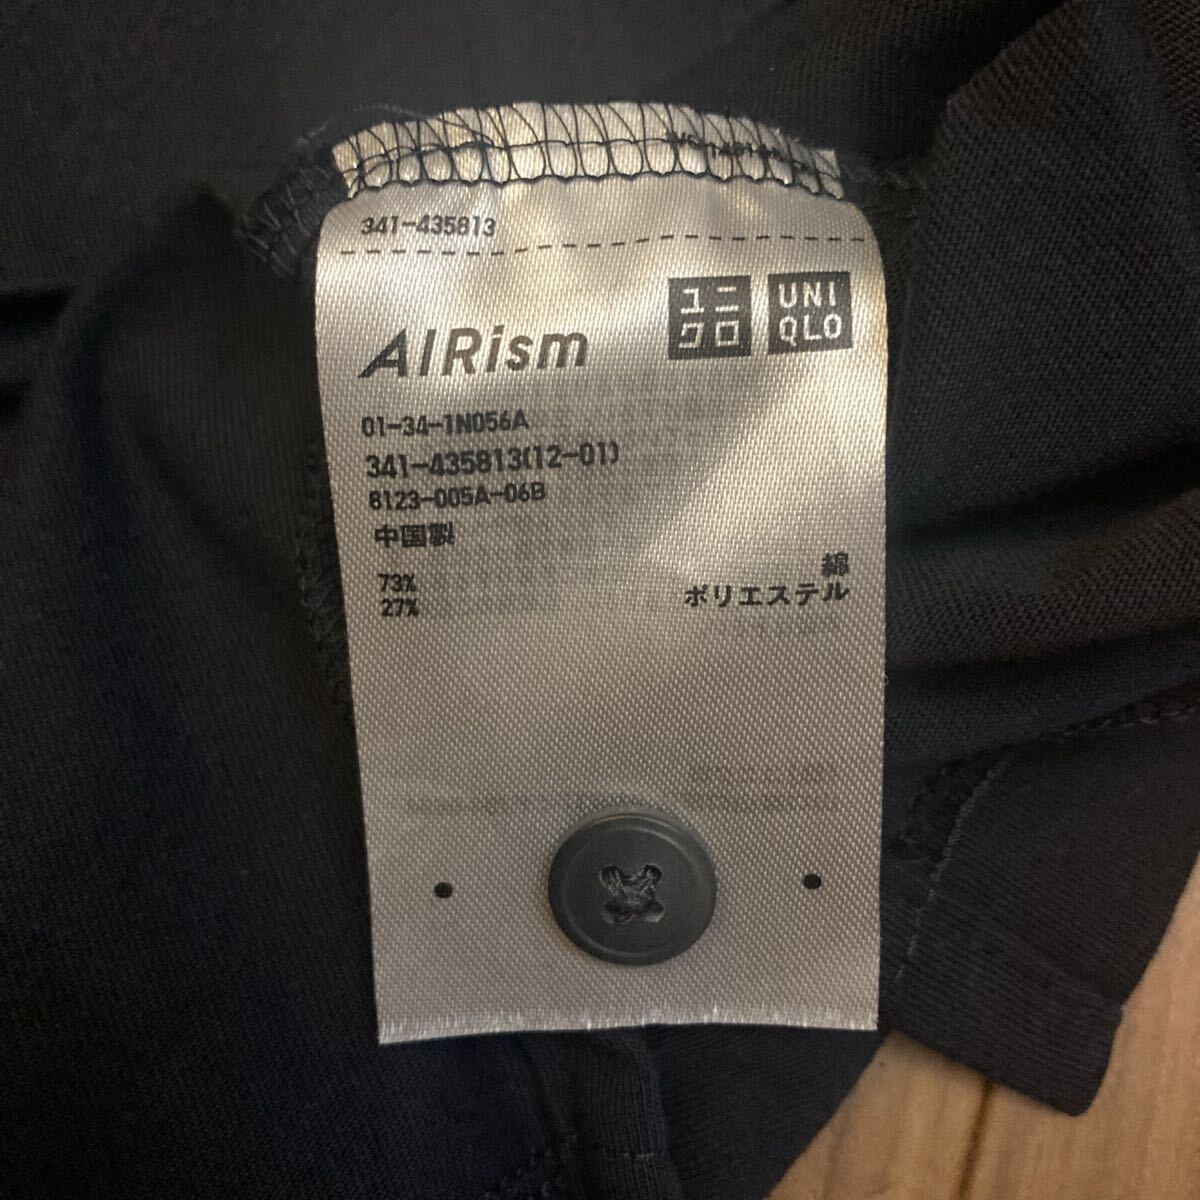 341-435813
AIRism
ユニ
クロ
UNI
QLO
01-34-1N056A
341-435813(12-01)
8123-005A-06B
中国製
73% 綿
27% ポリエステル